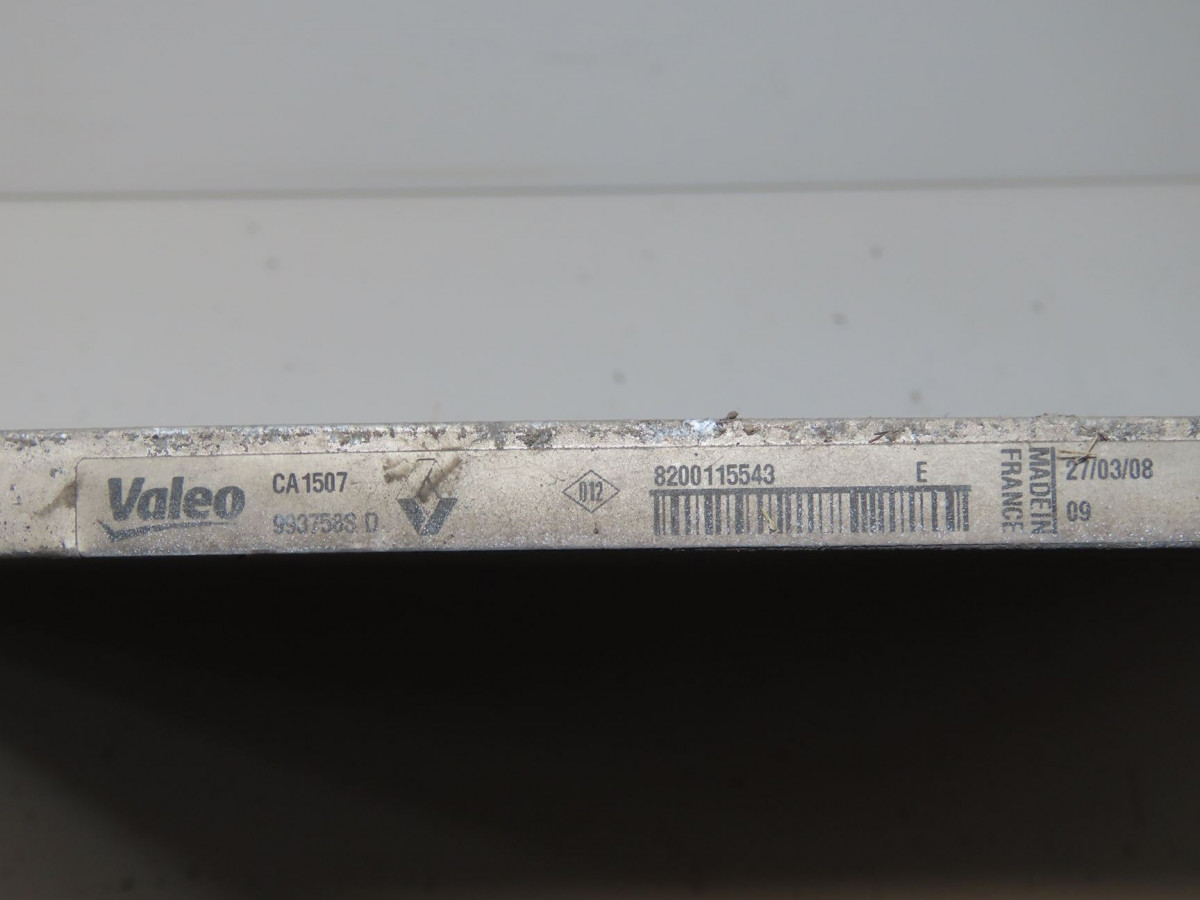 Valeo
CA1507
993758S D
D12
8200115543 E
MADE IN
FRANCE
27/03/08
09